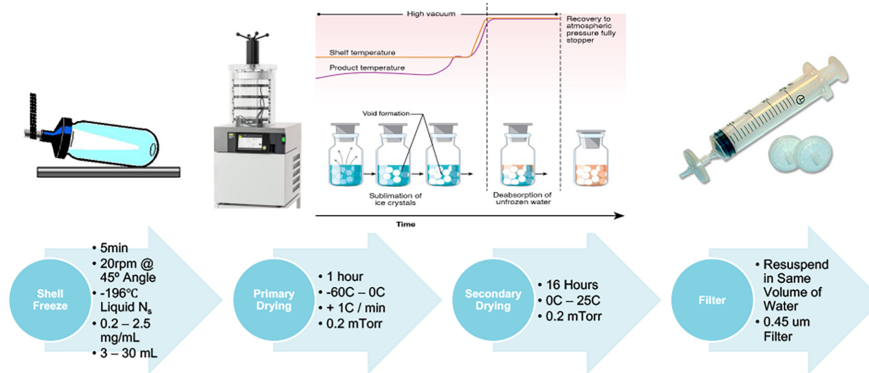 High vacuum
Recovery to
atmospheric
pressure fully
stopper
Shelf temperature
Product temperature
Void formation
Sublimation of
ice crystals
Deabsorption of
unfrozen water
Time
Shell
Freeze
• 5min
• 20rpm @
45º Angle
• -196℃
Liquid Nₛ
• 0.2 – 2.5
mg/mL
• 3 – 30 mL
Primary
Drying
• 1 hour
• -60C – 0C
• + 1C / min
• 0.2 mTorr
Secondary
Drying
• 16 Hours
• 0C – 25C
• 0.2 mTorr
Filter
• Resuspend
in Same
Volume of
Water
• 0.45 um
Filter